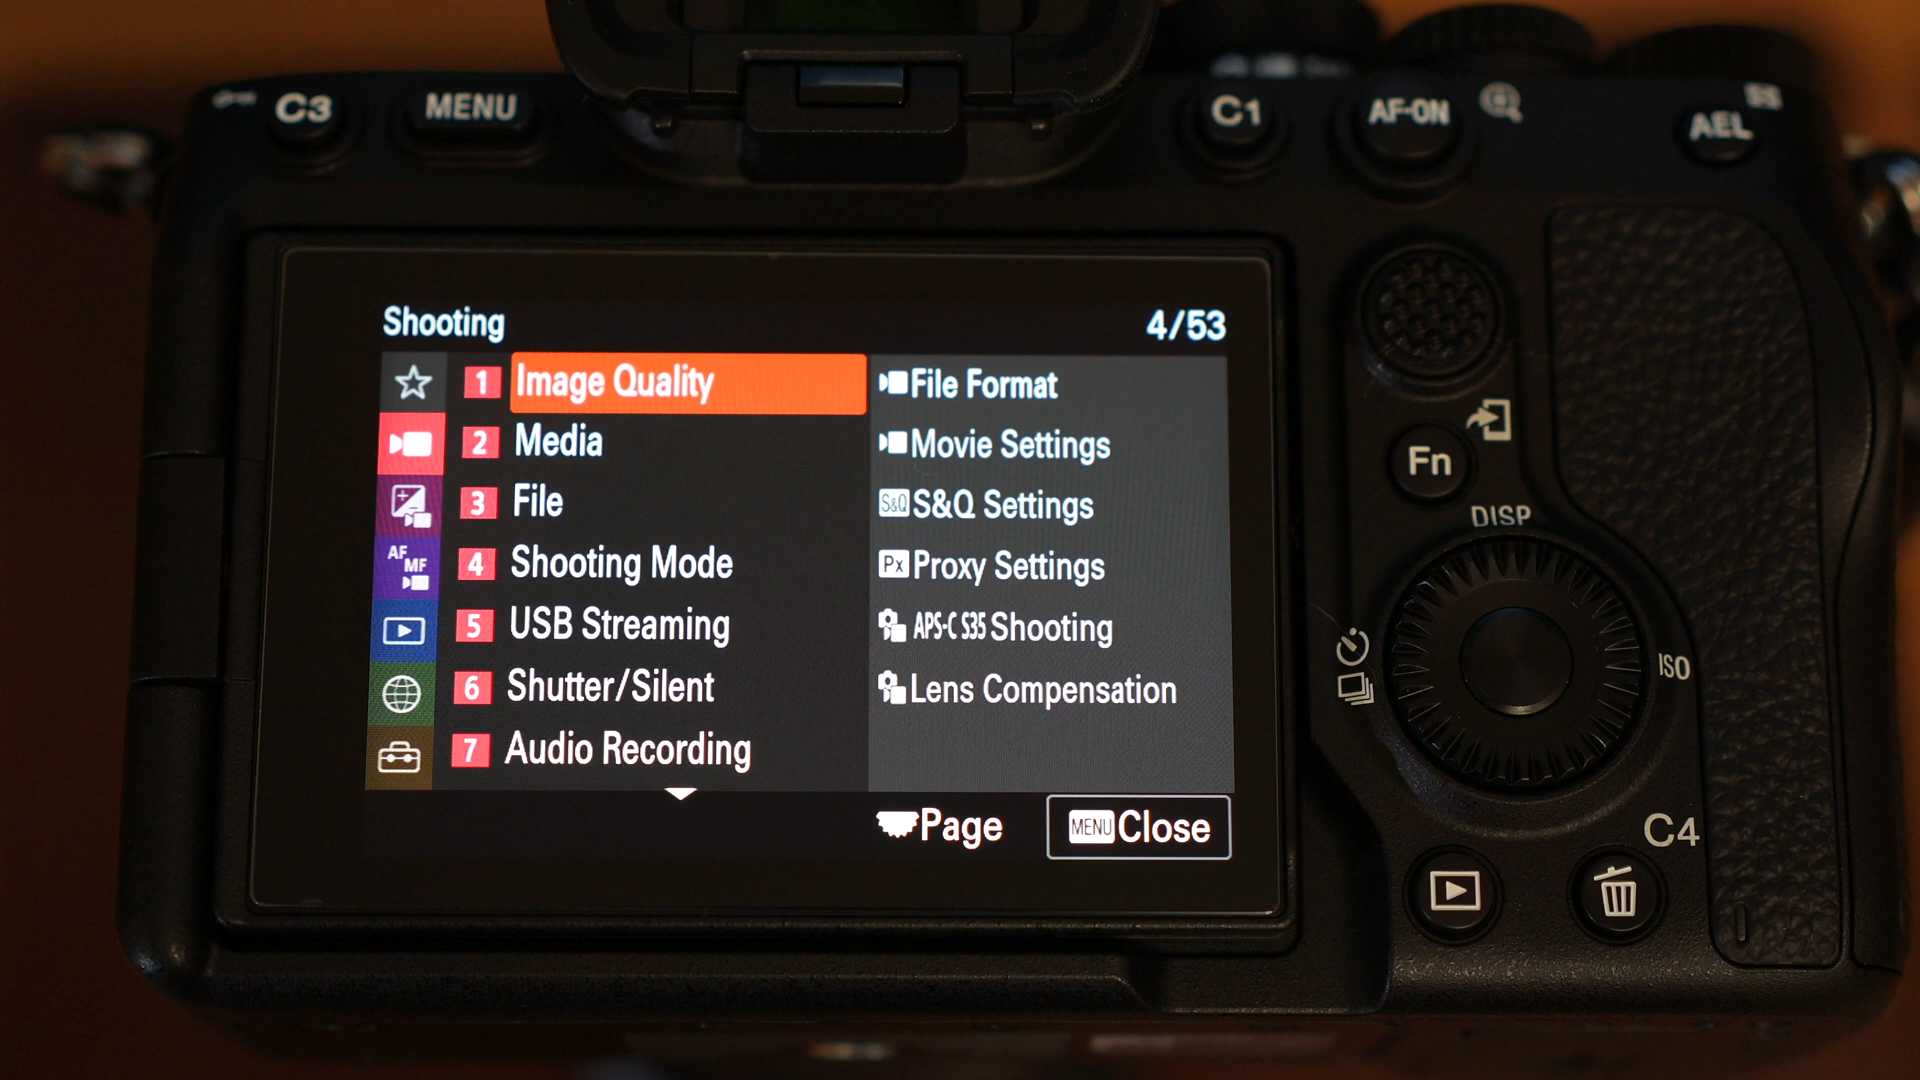 C3
MENU
C1
AF-ON
AEL
Shooting
4/53
1 Image Quality
2 Media
3 File
4 Shooting Mode
5 USB Streaming
6 Shutter/Silent
7 Audio Recording
AF
MF
File Format
Movie Settings
S&Q S&Q Settings
Px Proxy Settings
APS-C S35 Shooting
Lens Compensation
Page
MENU Close
Fn
DISP
ISO
C4